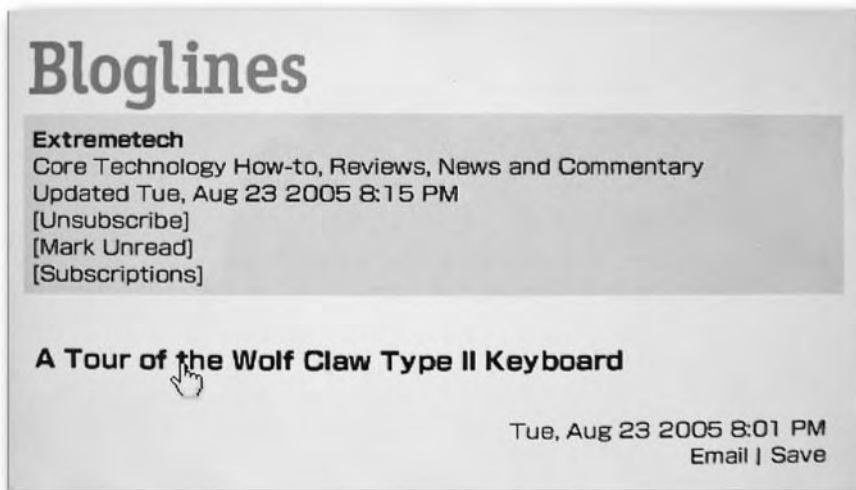 Bloglines
Extremetech
Core Technology How-to, Reviews, News and Commentary
Updated Tue, Aug 23 2005 8:15 PM
[Unsubscribe]
[Mark Unread]
[Subscriptions]
A Tour of the Wolf Claw Type II Keyboard
Tue, Aug 23 2005 8:01 PM
Email | Save